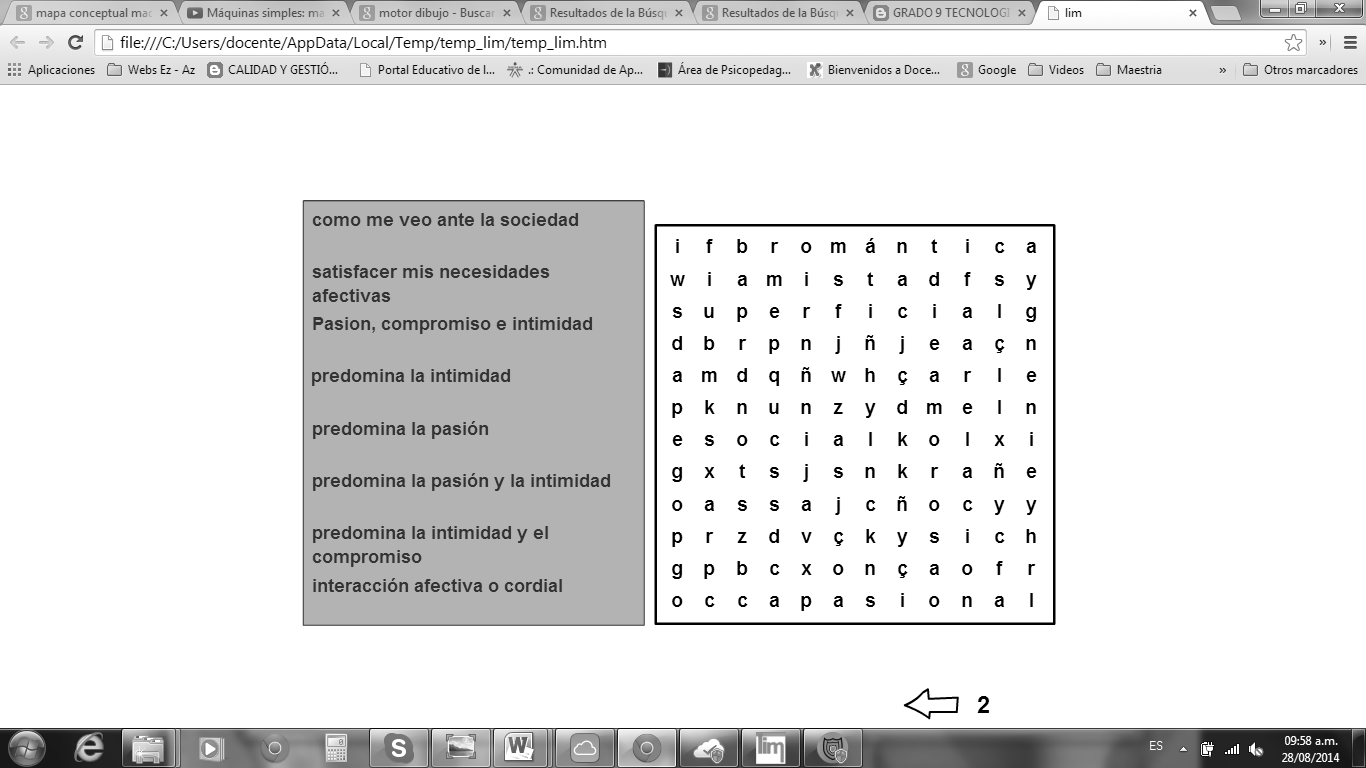 mapa conceptual mac
Máquinas simples: ma
motor dibujo - Buscar
Resultados de la Búsqu
Resultados de la Búsqu
GRADO 9 TECNOLOGI
lim
file:///C:/Users/docente/AppData/Local/Temp/temp_lim/temp_lim.htm
Aplicaciones
Webs Ez - Az
CALIDAD Y GESTIÓ...
Portal Educativo de l...
.: Comunidad de Ap...
Área de Psicopedag...
Bienvenidos a Doce...
Google
Videos
Maestria
»
Otros marcadores
como me veo ante la sociedad
satisfacer mis necesidades
afectivas
Pasion, compromiso e intimidad
predomina la intimidad
predomina la pasión
predomina la pasión y la intimidad
predomina la intimidad y el
compromiso
interacción afectiva o cordial
i f b r o m á n t i c a
w i a m i s t a d f s y
s u p e r f i c i a l g
d b r p n j ñ j e a ç n
a m d q ñ w h ç a r l e
p k n u n z y d m e l n
e s o c i a l k o l x i
g x t s j s n k r a ñ e
o a s s a j c ñ o c y y
p r z d v ç k y s i c h
g p b c x o n ç a o f r
o c c a p a s i o n a l
2
ES
09:58 a.m.
28/08/2014